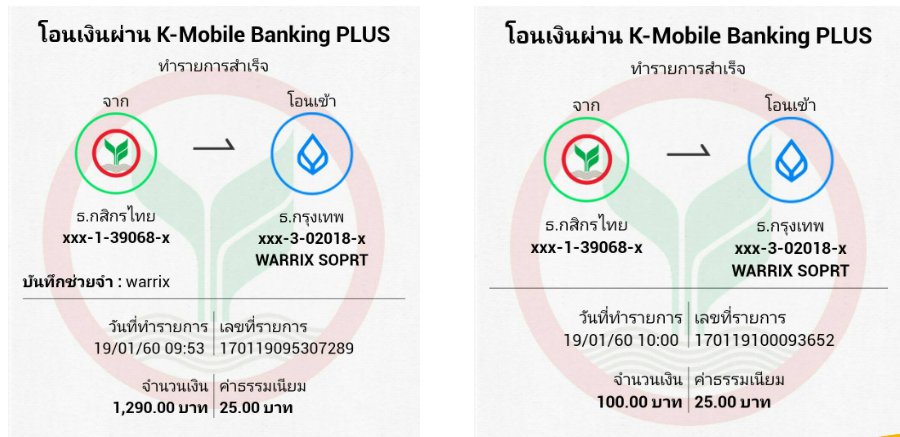 โอนเงินผ่าน K-Mobile Banking PLUS
ทำรายการสำเร็จ
จาก
โอนเข้า
ธ.กสิกรไทย
xxx-1-39068-x
ธ.กรุงเทพ
xxx-3-02018-x
WARRIX SOPRT
บันทึกช่วยจำ : warrix
วันที่ทำรายการ
19/01/60 09:53
เลขที่รายการ
170119095307289
จำนวนเงิน
1,290.00 บาท
ค่าธรรมเนียม
25.00 บาท
โอนเงินผ่าน K-Mobile Banking PLUS
ทำรายการสำเร็จ
จาก
โอนเข้า
ธ.กสิกรไทย
xxx-1-39068-x
ธ.กรุงเทพ
xxx-3-02018-x
WARRIX SOPRT
วันที่ทำรายการ
19/01/60 10:00
เลขที่รายการ
170119100093652
จำนวนเงิน
100.00 บาท
ค่าธรรมเนียม
25.00 บาท